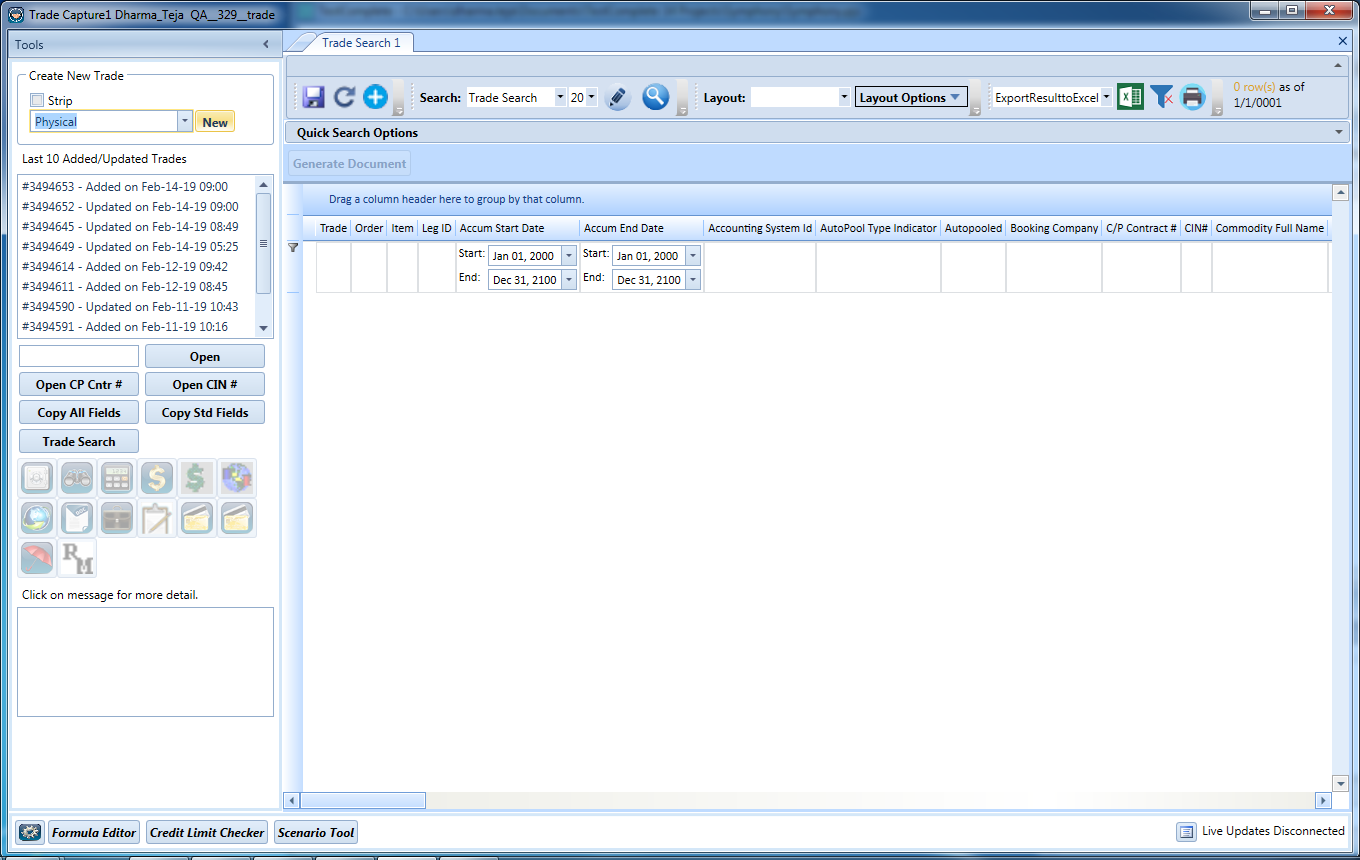 Trade Capture1 Dharma_Teja QA__329__trade
Tools
Trade Search 1
Create New Trade
Strip
Physical
New
Last 10 Added/Updated Trades
#3494653 - Added on Feb-14-19 09:00
#3494652 - Updated on Feb-14-19 09:00
#3494645 - Updated on Feb-14-19 08:49
#3494649 - Updated on Feb-14-19 05:25
#3494614 - Added on Feb-12-19 09:42
#3494611 - Added on Feb-12-19 08:45
#3494590 - Updated on Feb-11-19 10:43
#3494591 - Added on Feb-11-19 10:16
Open
Open CP Cntr #
Open CIN #
Copy All Fields
Copy Std Fields
Trade Search
RM
Click on message for more detail.
Search: Trade Search 20
Layout: Layout Options
ExportResulttoExcel
0 row(s) as of
1/1/0001
Quick Search Options
Generate Document
Drag a column header here to group by that column.
Trade Order Item Leg ID Accum Start Date Accum End Date Accounting System Id AutoPool Type Indicator Autopooled Booking Company C/P Contract # CIN# Commodity Full Name
Start: Jan 01, 2000 Start: Jan 01, 2000
End: Dec 31, 2100 End: Dec 31, 2100
Formula Editor
Credit Limit Checker
Scenario Tool
Live Updates Disconnected